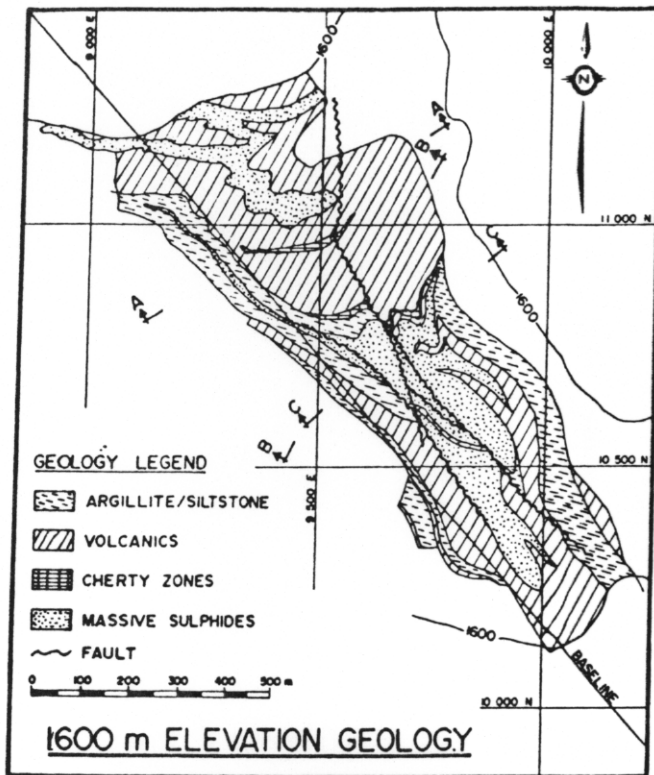 9 000 E
1600
10 000 E
N
A
B
11 000 N
C
1600
A
C
B
9 500 E
10 500 N
GEOLOGY LEGEND
ARGILLITE/SILTSTONE
VOLCANICS
CHERTY ZONES
MASSIVE SULPHIDES
FAULT
0 100 200 300 400 500 m
1600
BASELINE
10 000 N
1600 m ELEVATION GEOLOGY